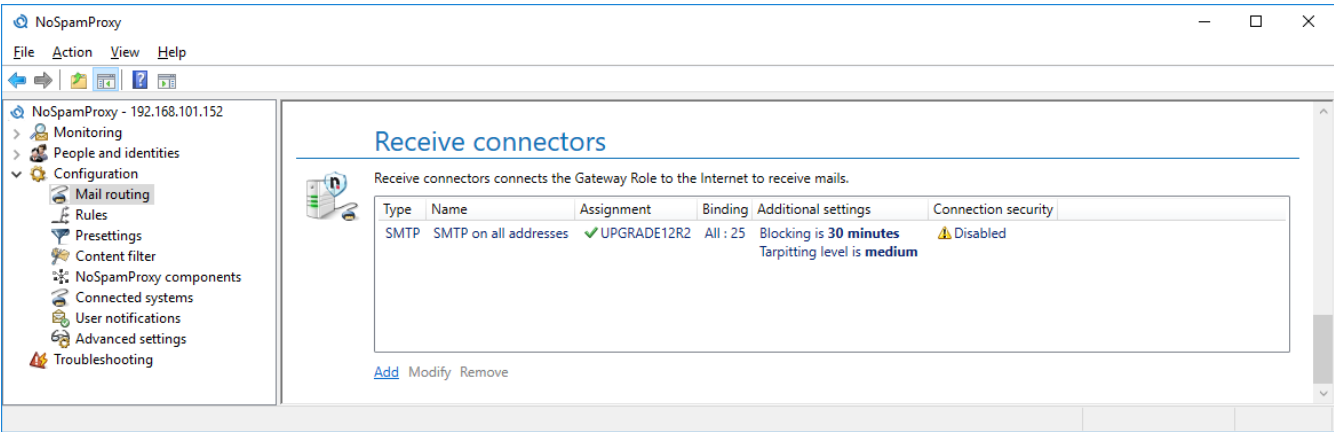 NoSpamProxy
File Action View Help
NoSpamProxy - 192.168.101.152
Monitoring
People and identities
Configuration
Mail routing
Rules
Presettings
Content filter
NoSpamProxy components
Connected systems
User notifications
Advanced settings
Troubleshooting
Receive connectors
Receive connectors connects the Gateway Role to the Internet to receive mails.
Type Name Assignment Binding Additional settings Connection security
SMTP SMTP on all addresses UPGRADE12R2 All : 25 Blocking is 30 minutes Disabled
Tarpitting level is medium
Add Modify Remove